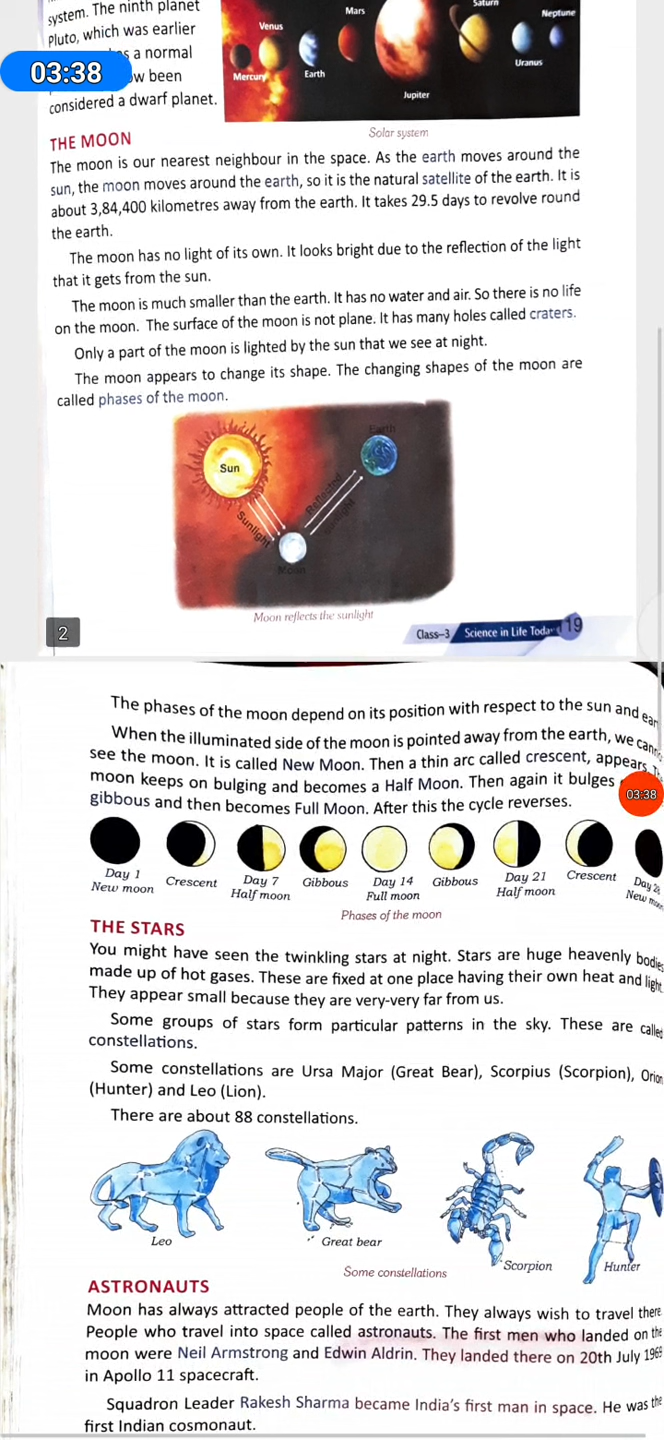 system. The ninth planet
Pluto, which was earlier
a normal
been
considered a dwarf planet.
03:38
Mercury
Venus
Earth
Mars
Jupiter
Saturn
Uranus
Neptune
Solar system
THE MOON
The moon is our nearest neighbour in the space. As the earth moves around the
sun, the moon moves around the earth, so it is the natural satellite of the earth. It is
about 3,84,400 kilometres away from the earth. It takes 29.5 days to revolve round
the earth.
The moon has no light of its own. It looks bright due to the reflection of the light
that it gets from the sun.
The moon is much smaller than the earth. It has no water and air. So there is no life
on the moon. The surface of the moon is not plane. It has many holes called craters.
Only a part of the moon is lighted by the sun that we see at night.
The moon appears to change its shape. The changing shapes of the moon are
called phases of the moon.
Sun
Earth
Sunlight
Reflected
sunlight
Moon
Moon reflects the sunlight
2
Class–3 Science in Life Today 19
The phases of the moon depend on its position with respect to the sun and
When the illuminated side of the moon is pointed away from the earth, we
see the moon. It is called New Moon. Then a thin arc called crescent, appears.
moon keeps on bulging and becomes a Half Moon. Then again it bulges
03:38
gibbous and then becomes Full Moon. After this the cycle reverses.
Day 1
New moon
Crescent
Day 7
Half moon
Gibbous
Day 14
Full moon
Gibbous
Day 21
Half moon
Crescent
Day 28
New moon
Phases of the moon
THE STARS
You might have seen the twinkling stars at night. Stars are huge heavenly bodies
made up of hot gases. These are fixed at one place having their own heat and light.
They appear small because they are very-very far from us.
Some groups of stars form particular patterns in the sky. These are called
constellations.
Some constellations are Ursa Major (Great Bear), Scorpius (Scorpion), Orion
(Hunter) and Leo (Lion).
There are about 88 constellations.
Leo
Great bear
Scorpion
Hunter
Some constellations
ASTRONAUTS
Moon has always attracted people of the earth. They always wish to travel there
People who travel into space called astronauts. The first men who landed on the
moon were Neil Armstrong and Edwin Aldrin. They landed there on 20th July 1969
in Apollo 11 spacecraft.
Squadron Leader Rakesh Sharma became India's first man in space. He was the
first Indian cosmonaut.